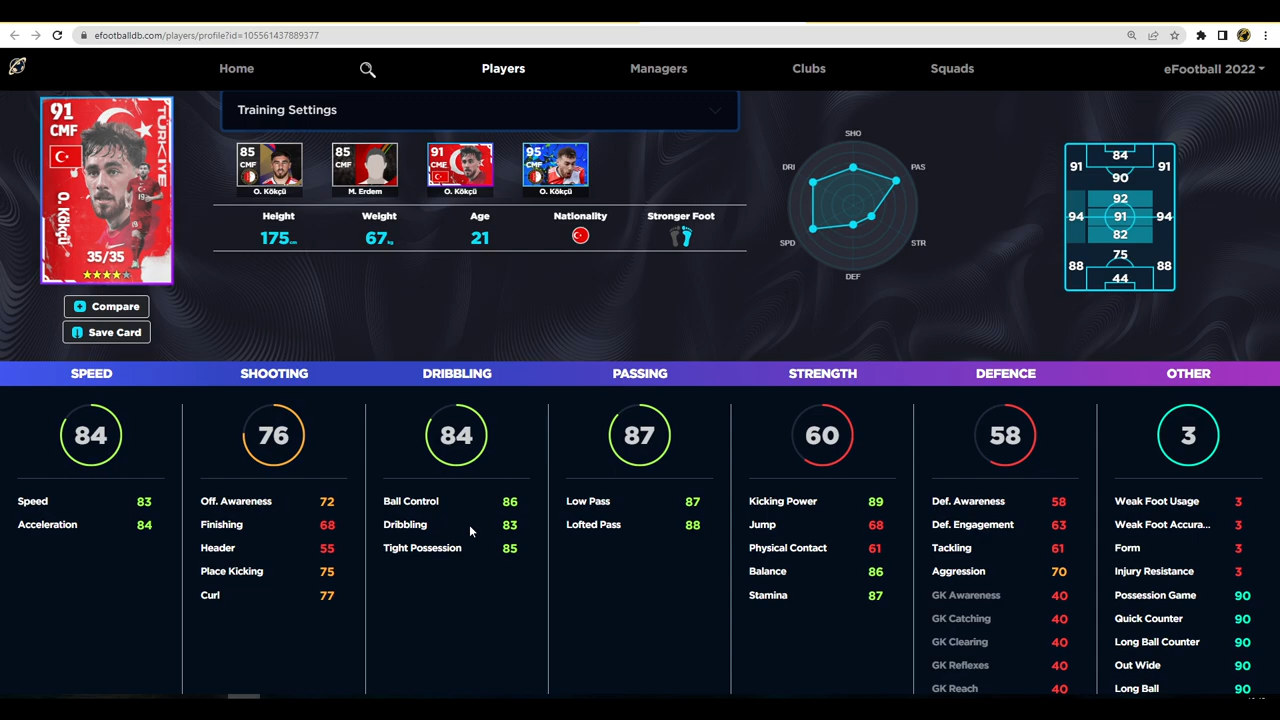 efootballdb.com/players/profile?id=105561437889377
Home
Players
Managers
Clubs
Squads
eFootball 2022
91
CMF
TÜRKİYE
O. Kökçü
35/35
Compare
Save Card
Training Settings
85
CMF
O. Kökçü
85
CMF
M. Erdem
91
CMF
O. Kökçü
95
CMF
O. Kökçü
Height
Weight
Age
Nationality
Stronger Foot
175cm
67kg
21
SHO
DRI
PAS
SPD
STR
DEF
84
91
91
90
92
94
91
94
82
75
88
88
44
SPEED
SHOOTING
DRIBBLING
PASSING
STRENGTH
DEFENCE
OTHER
84
76
84
87
60
58
3
Speed 83
Acceleration 84
Off. Awareness 72
Finishing 68
Header 55
Place Kicking 75
Curl 77
Ball Control 86
Dribbling 83
Tight Possession 85
Low Pass 87
Lofted Pass 88
Kicking Power 89
Jump 68
Physical Contact 61
Balance 86
Stamina 87
Def. Awareness 58
Def. Engagement 63
Tackling 61
Aggression 70
GK Awareness 40
GK Catching 40
GK Clearing 40
GK Reflexes 40
GK Reach 40
Weak Foot Usage 3
Weak Foot Accura... 3
Form 3
Injury Resistance 3
Possession Game 90
Quick Counter 90
Long Ball Counter 90
Out Wide 90
Long Ball 90